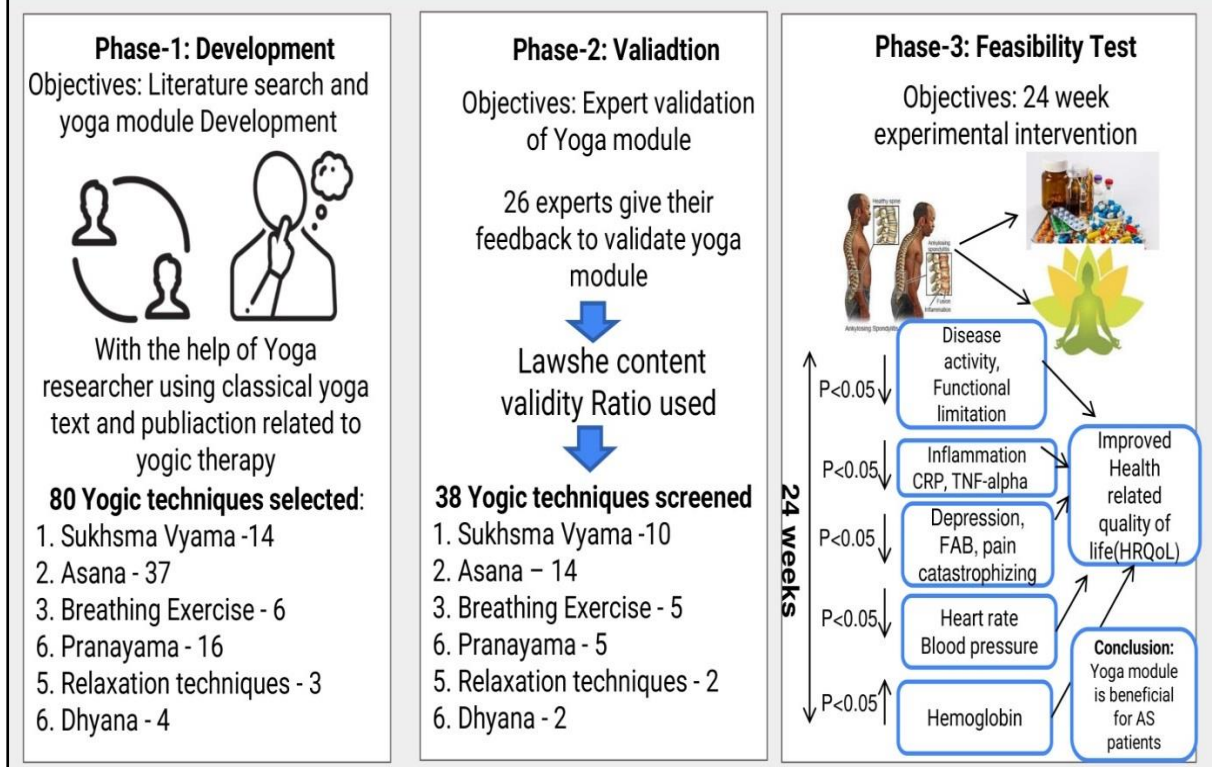 Phase-1: Development
Objectives: Literature search and
yoga module Development
With the help of Yoga
researcher using classical yoga
text and publiaction related to
yogic therapy
80 Yogic techniques selected:
1. Sukhsma Vyama -14
2. Asana - 37
3. Breathing Exercise - 6
6. Pranayama - 16
5. Relaxation techniques - 3
6. Dhyana - 4
Phase-2: Valiadtion
Objectives: Expert validation
of Yoga module
26 experts give their
feedback to validate yoga
module
Lawshe content
validity Ratio used
38 Yogic techniques screened
1. Sukhsma Vyama -10
2. Asana – 14
3. Breathing Exercise - 5
6. Pranayama - 5
5. Relaxation techniques - 2
6. Dhyana - 2
Phase-3: Feasibility Test
Objectives: 24 week
experimental intervention
Healthy spine
Ankylosing
spondylitis
Fusion
Inflammation
Ankylosing Spondylitis
24 weeks
P<0.05
Disease
activity,
Functional
limitation
P<0.05
Inflammation
CRP, TNF-alpha
P<0.05
Depression,
FAB, pain
catastrophizing
P<0.05
Heart rate
Blood pressure
P<0.05
Hemoglobin
Improved
Health
related
quality of
life(HRQoL)
Conclusion:
Yoga module
is beneficial
for AS
patients